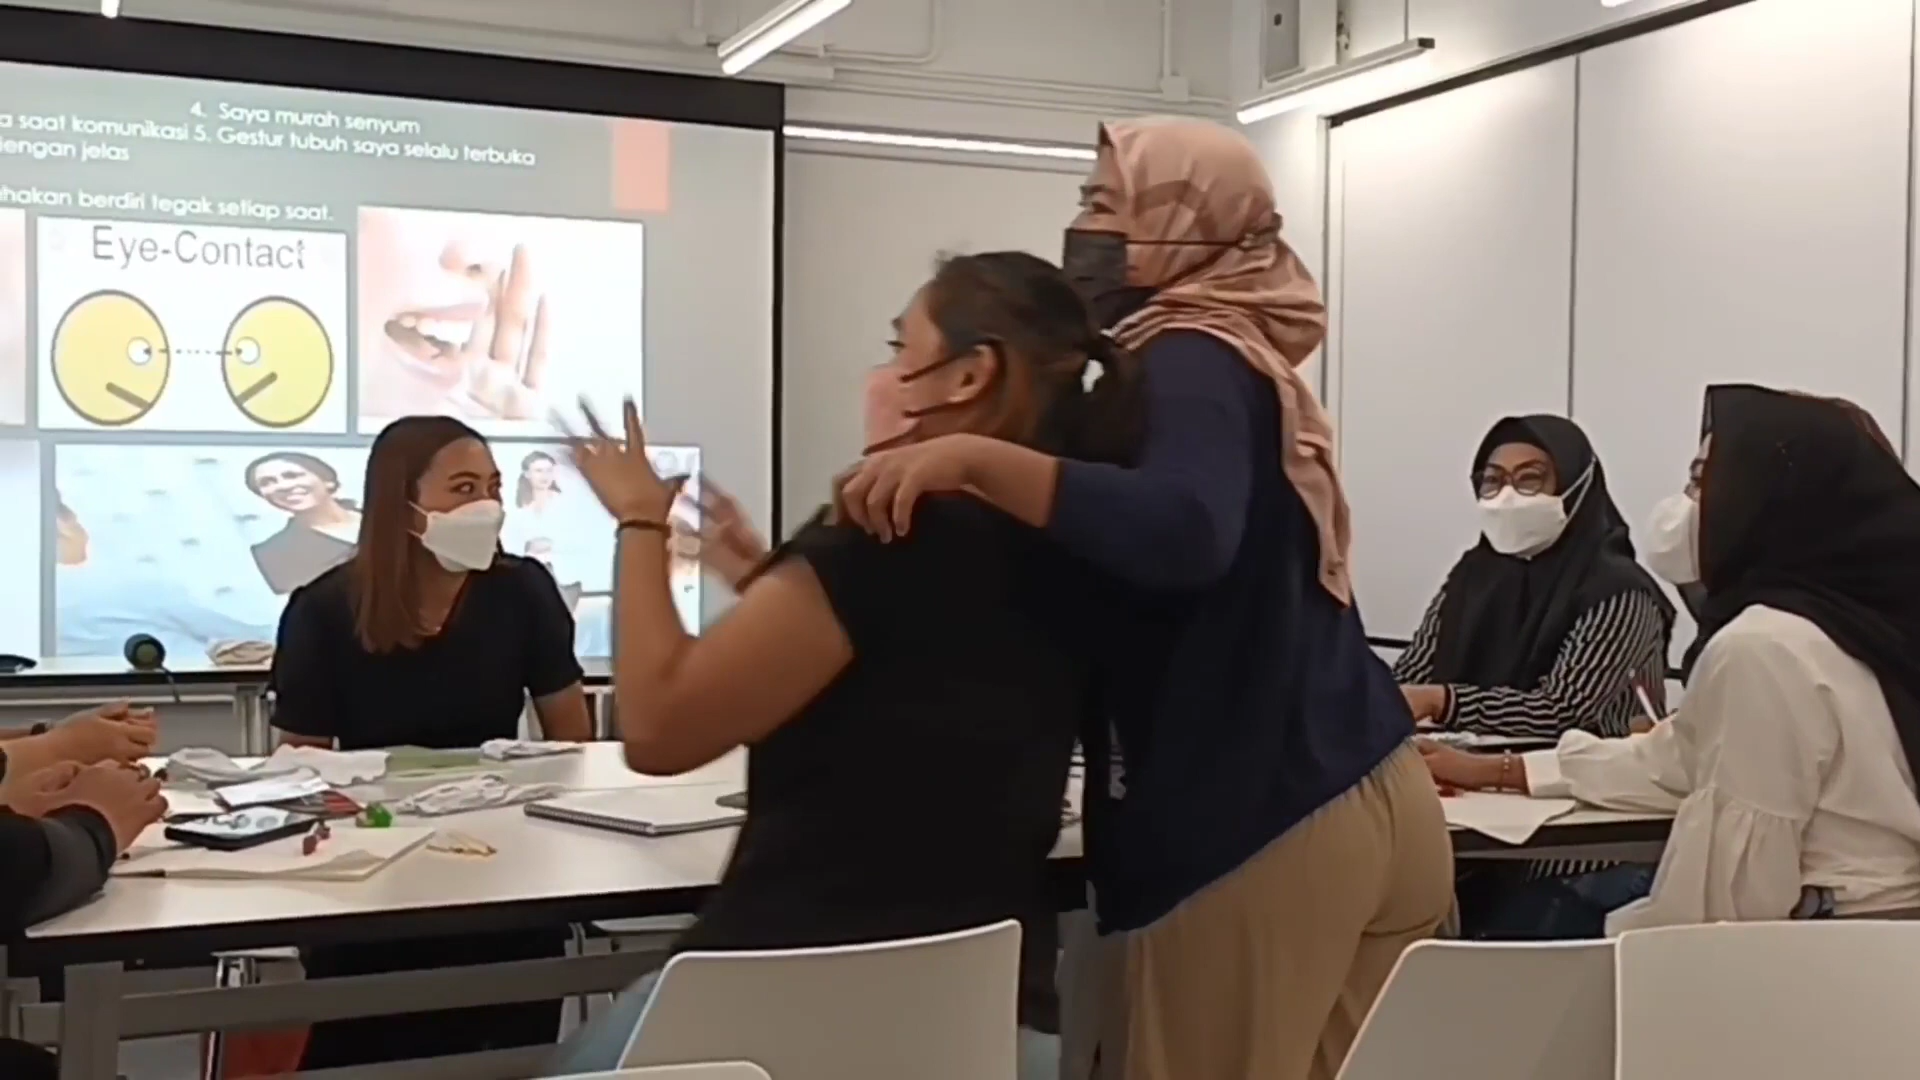 4. Saya murah senyum
a saat komunikasi 5. Gestur tubuh saya selalu terbuka
dengan jelas
berdiri tegak setiap saat.
Eye-Contact